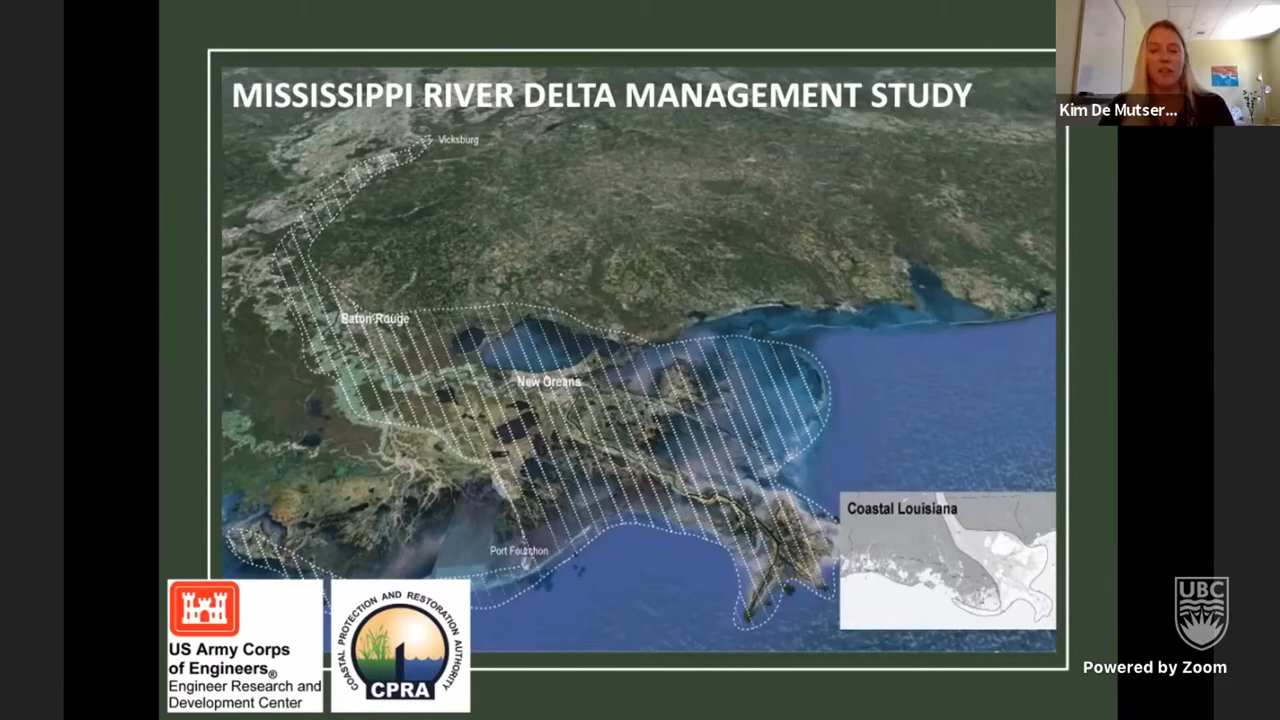 MISSISSIPPI RIVER DELTA MANAGEMENT STUDY
Kim De Mutser...
Vicksburg
Baton Rouge
New Orleans
Port Fourchon
Coastal Louisiana
US Army Corps
of Engineers®
Engineer Research and
Development Center
COASTAL PROTECTION AND RESTORATION AUTHORITY
CPRA
UBC
Powered by Zoom